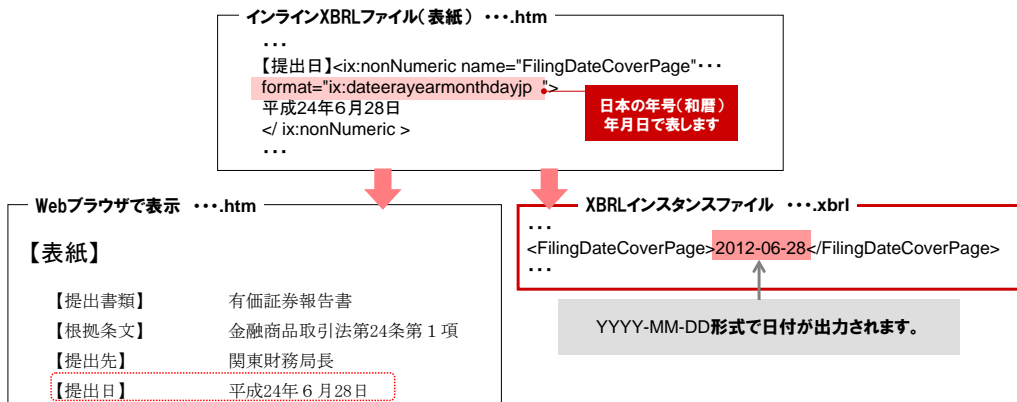 インラインXBRLファイル（表紙） ・・・.htm
・・・
【提出日】<ix:nonNumeric name="FilingDateCoverPage"・・・
format="ix:dateerayearmonthdayjp ">
平成24年６月28日
</ ix:nonNumeric >
・・・
日本の年号（和暦）
年月日で表します
Webブラウザで表示 ・・・.htm
【表紙】
【提出書類】 有価証券報告書
【根拠条文】 金融商品取引法第24条第１項
【提出先】 関東財務局長
【提出日】 平成24年６月28日
XBRLインスタンスファイル ・・・.xbrl
・・・
<FilingDateCoverPage>2012-06-28</FilingDateCoverPage>
・・・
YYYY-MM-DD形式で日付が出力されます。